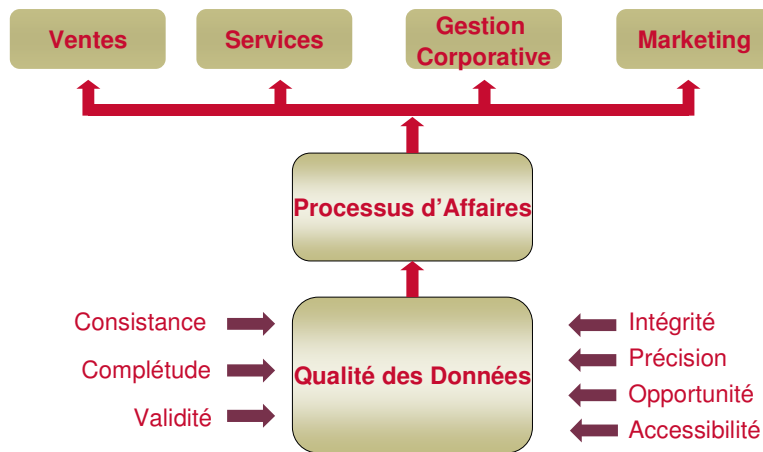 Ventes
Services
Gestion
Corporative
Marketing
Processus d'Affaires
Consistance
Complétude
Validité
Qualité des Données
Intégrité
Précision
Opportunité
Accessibilité